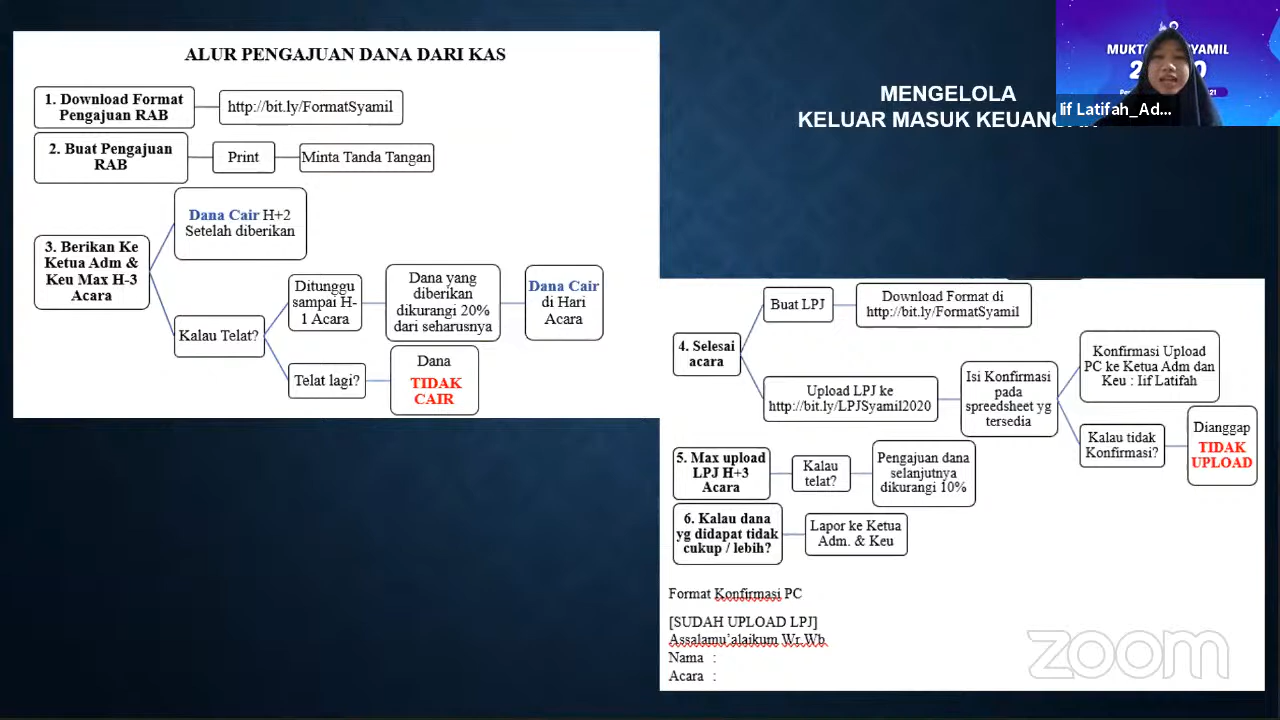 ALUR PENGAJUAN DANA DARI KAS
1. Download Format
Pengajuan RAB
http://bit.ly/FormatSyamil
2. Buat Pengajuan
RAB
Print
Minta Tanda Tangan
3. Berikan Ke
Ketua Adm &
Keu Max H-3
Acara
Dana Cair H+2
Setelah diberikan
Kalau Telat?
Ditunggu
sampai H-
1 Acara
Dana yang
diberikan
dikurangi 20%
dari seharusnya
Dana Cair
di Hari
Acara
Telat lagi?
Dana
TIDAK
CAIR
MENGELOLA
KELUAR MASUK KEUANGAN
Iif Latifah_Ad...
4. Selesai
acara
Buat LPJ
Download Format di
http://bit.ly/FormatSyamil
Upload LPJ ke
http://bit.ly/LPJSyamil2020
Isi Konfirmasi
pada
spreedsheet yg
tersedia
Konfirmasi Upload
PC ke Ketua Adm dan
Keu : Iif Latifah
Kalau tidak
Konfirmasi?
Dianggap
TIDAK
UPLOAD
5. Max upload
LPJ H+3
Acara
Kalau
telat?
Pengajuan dana
selanjutnya
dikurangi 10%
6. Kalau dana
yg didapat tidak
cukup / lebih?
Lapor ke Ketua
Adm. & Keu
Format Konfirmasi PC
[SUDAH UPLOAD LPJ]
Assalamu'alaikum Wr.Wb
Nama :
Acara :
zoom